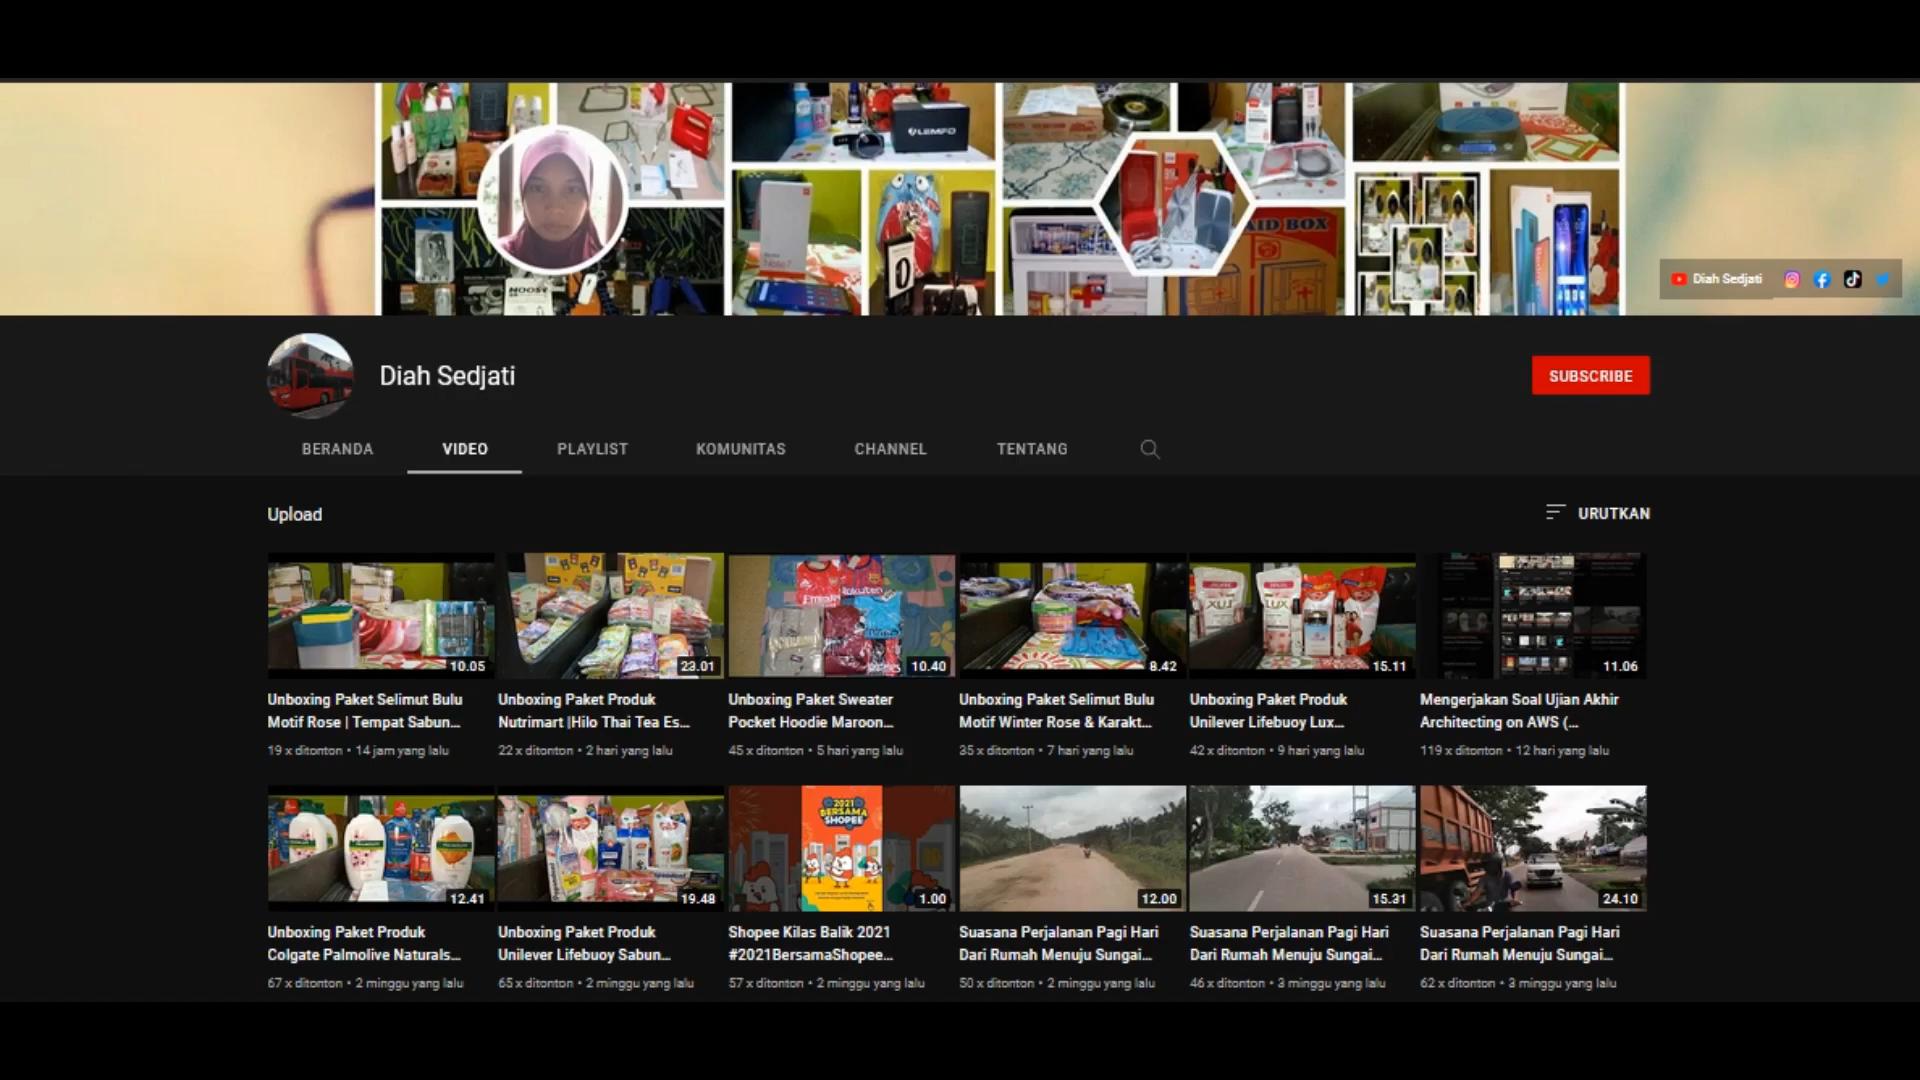 LEMFO
NOOSY
AID BOX
Diah Sedjati
Diah Sedjati
SUBSCRIBE
BERANDA VIDEO PLAYLIST KOMUNITAS CHANNEL TENTANG
Upload
URUTKAN
LUX
LUX
Rakuten
10.05 23.01 10.40 8.42 15.11 11.06
Unboxing Paket Selimut Bulu
Motif Rose | Tempat Sabun...
19 x ditonton • 14 jam yang lalu
Unboxing Paket Produk
Nutrimart |Hilo Thai Tea Es...
22 x ditonton • 2 hari yang lalu
Unboxing Paket Sweater
Pocket Hoodie Maroon...
45 x ditonton • 5 hari yang lalu
Unboxing Paket Selimut Bulu
Motif Winter Rose & Karakt...
35 x ditonton • 7 hari yang lalu
Unboxing Paket Produk
Unilever Lifebuoy Lux...
42 x ditonton • 9 hari yang lalu
Mengerjakan Soal Ujian Akhir
Architecting on AWS (...
119 x ditonton • 12 hari yang lalu
2021
BERSAMA
SHOPEE
12.41 19.48 1.00 12.00 15.31 24.10
Unboxing Paket Produk
Colgate Palmolive Naturals...
67 x ditonton • 2 minggu yang lalu
Unboxing Paket Produk
Unilever Lifebuoy Sabun...
65 x ditonton • 2 minggu yang lalu
Shopee Kilas Balik 2021
#2021BersamaShopee...
57 x ditonton • 2 minggu yang lalu
Suasana Perjalanan Pagi Hari
Dari Rumah Menuju Sungai...
50 x ditonton • 2 minggu yang lalu
Suasana Perjalanan Pagi Hari
Dari Rumah Menuju Sungai...
46 x ditonton • 3 minggu yang lalu
Suasana Perjalanan Pagi Hari
Dari Rumah Menuju Sungai...
62 x ditonton • 3 minggu yang lalu